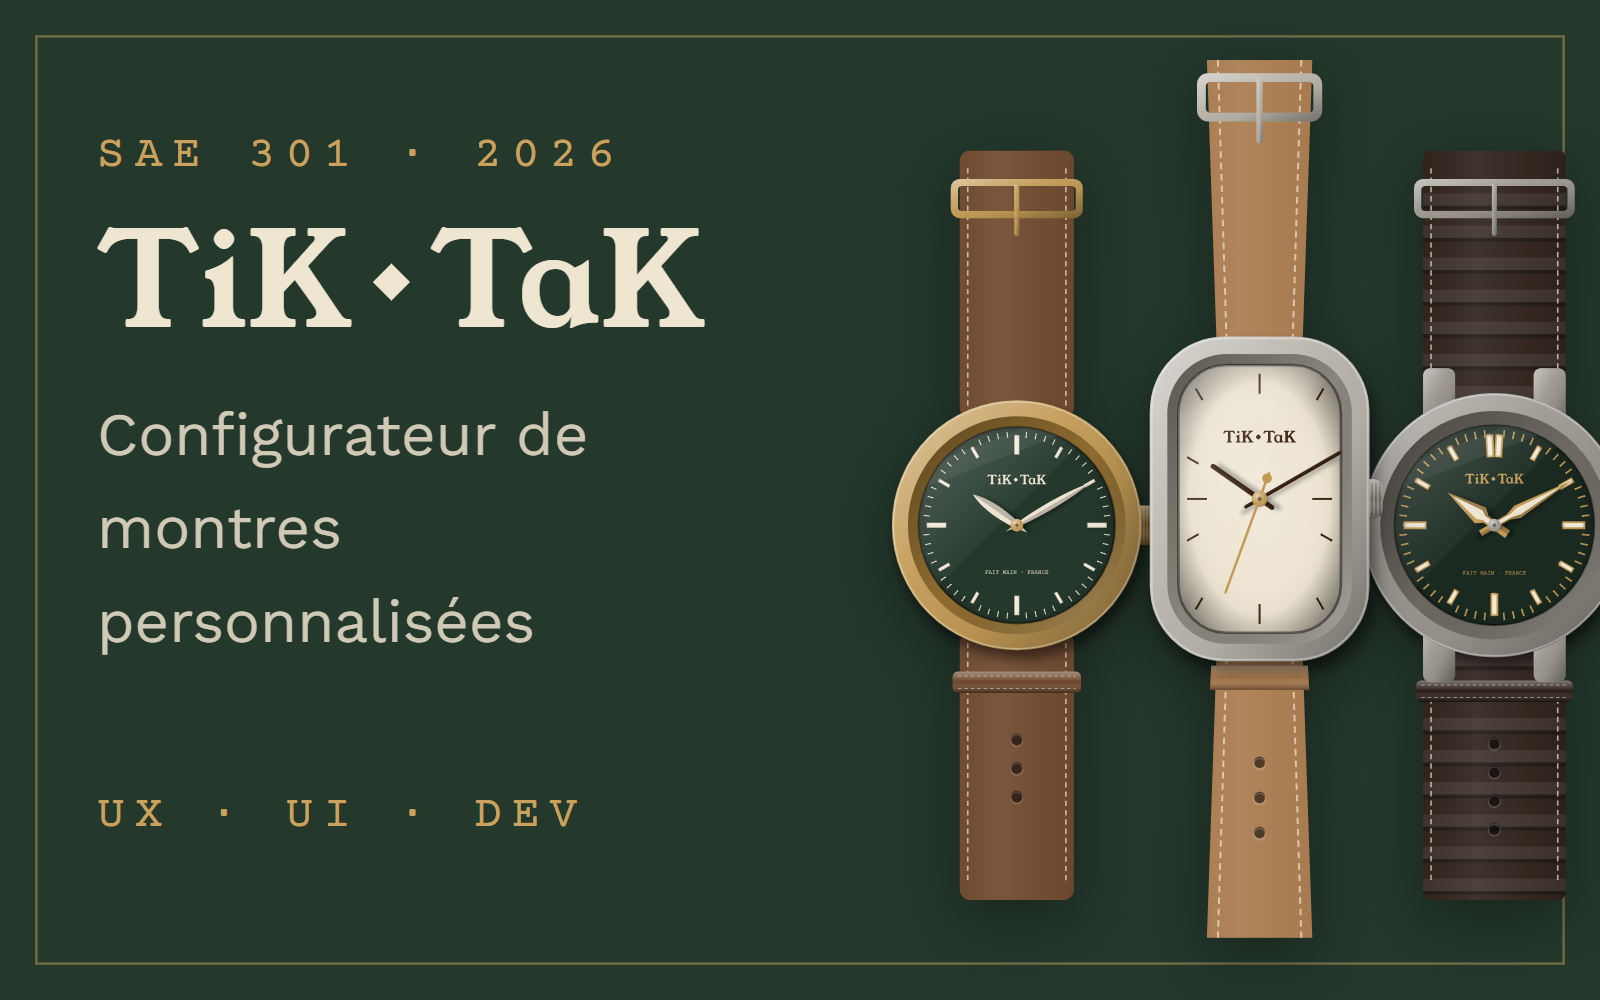 SAE 301 · 2026
TiK◆TaK
Configurateur de
montres
personnalisées
UX · UI · DEV
TiK◆TaK
FAIT MAIN · FRANCE
TiK◆TaK
TiK◆TaK
FAIT MAIN · FRANCE